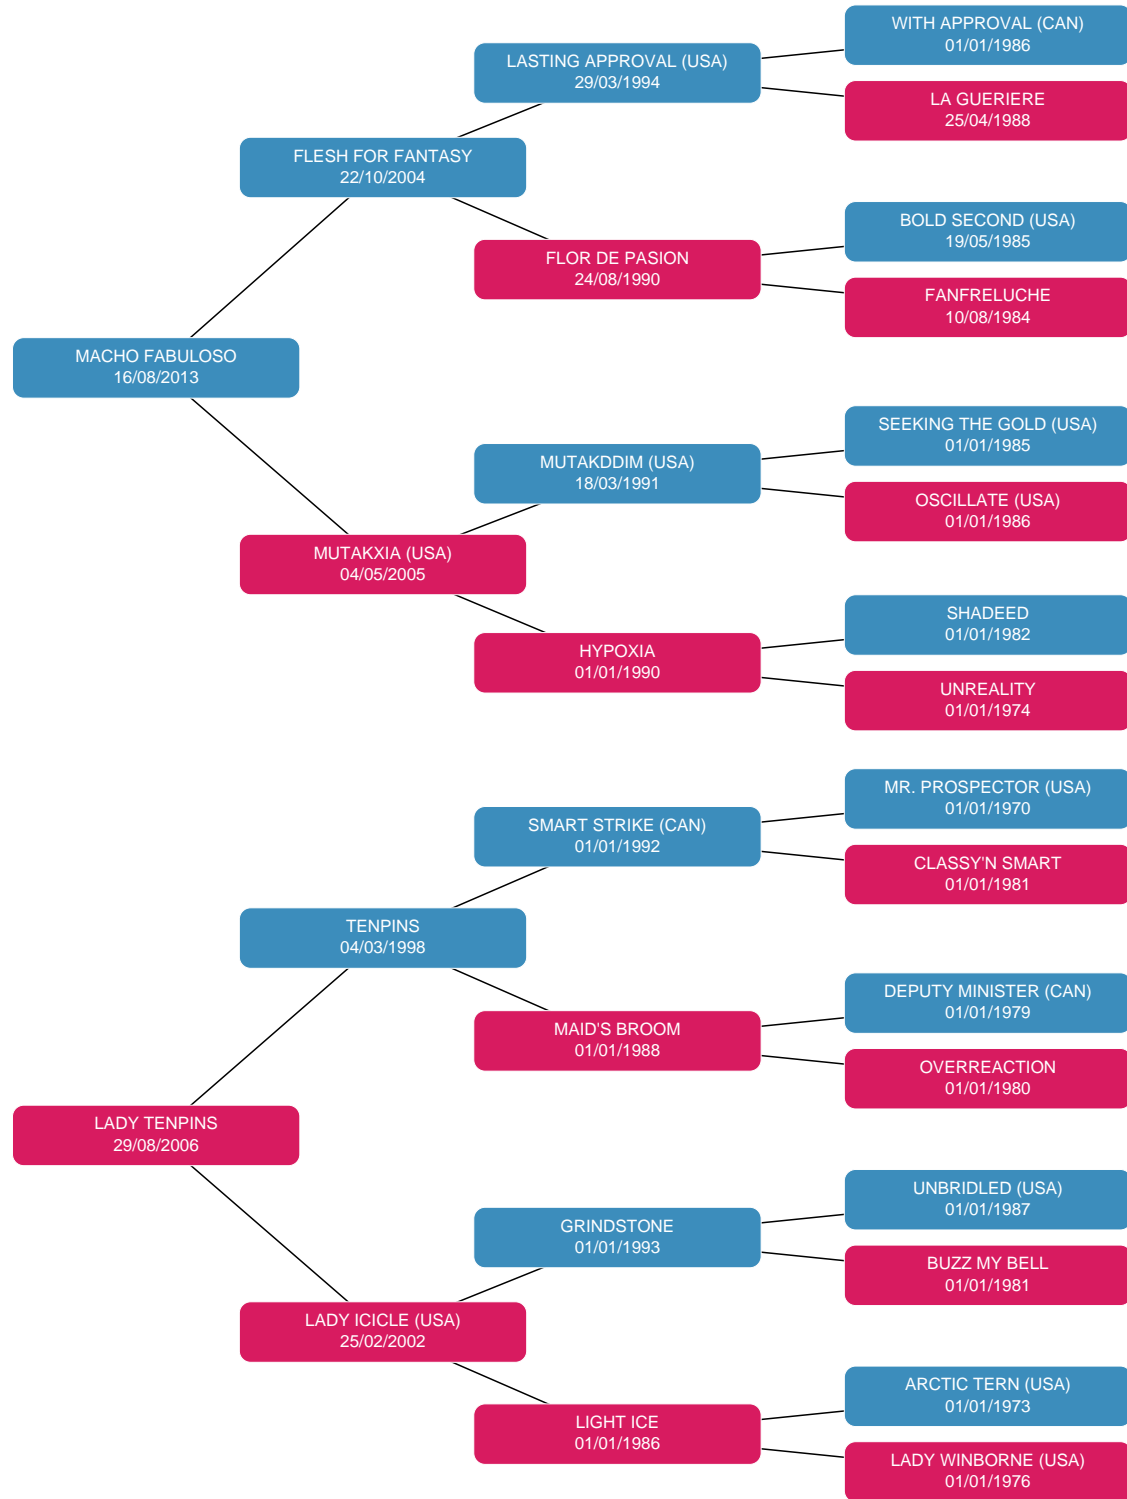 WITH APPROVAL (CAN)
01/01/1986
LASTING APPROVAL (USA)
29/03/1994
LA GUERIERE
25/04/1988
FLESH FOR FANTASY
22/10/2004
BOLD SECOND (USA)
19/05/1985
FLOR DE PASION
24/08/1990
FANFRELUCHE
10/08/1984
MACHO FABULOSO
16/08/2013
SEEKING THE GOLD (USA)
01/01/1985
MUTAKDDIM (USA)
18/03/1991
OSCILLATE (USA)
01/01/1986
MUTAKXIA (USA)
04/05/2005
SHADEED
01/01/1982
HYPOXIA
01/01/1990
UNREALITY
01/01/1974
MR. PROSPECTOR (USA)
01/01/1970
SMART STRIKE (CAN)
01/01/1992
CLASSY'N SMART
01/01/1981
TENPINS
04/03/1998
DEPUTY MINISTER (CAN)
01/01/1979
MAID'S BROOM
01/01/1988
OVERREACTION
01/01/1980
LADY TENPINS
29/08/2006
UNBRIDLED (USA)
01/01/1987
GRINDSTONE
01/01/1993
BUZZ MY BELL
01/01/1981
LADY ICICLE (USA)
25/02/2002
ARCTIC TERN (USA)
01/01/1973
LIGHT ICE
01/01/1986
LADY WINBORNE (USA)
01/01/1976